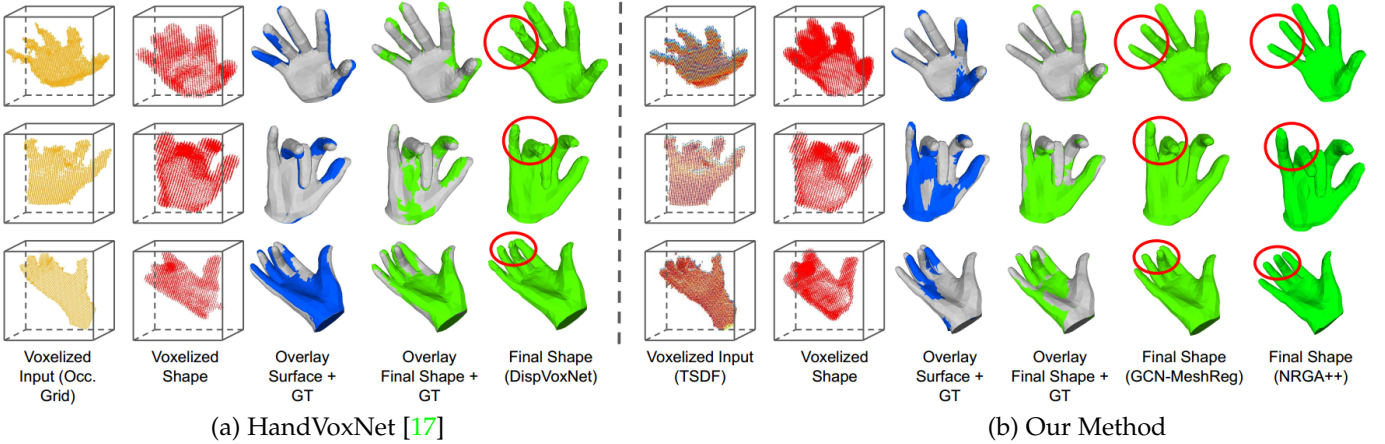 Voxelized
Input (Occ.
Grid)
Voxelized
Shape
Overlay
Surface +
GT
Overlay
Final Shape +
GT
Final Shape
(DispVoxNet)
Voxelized Input
(TSDF)
Voxelized
Shape
Overlay
Surface +
GT
Overlay
Final Shape +
GT
Final Shape
(GCN-MeshReg)
Final Shape
(NRGA++)
(a) HandVoxNet [17]
(b) Our Method